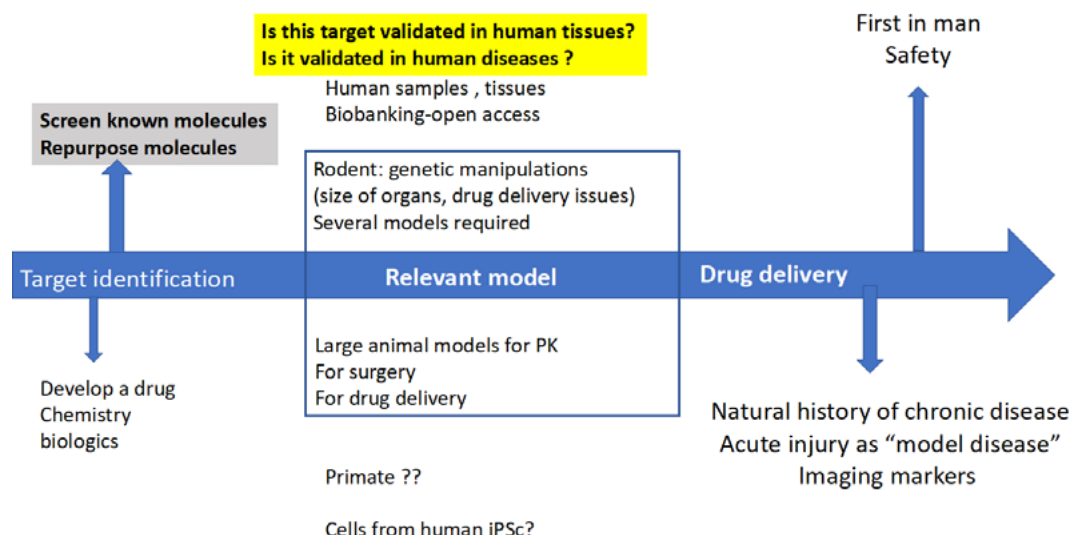 Is this target validated in human tissues?
Is it validated in human diseases ?
Human samples , tissues
Biobanking-open access
First in man
Safety
Screen known molecules
Repurpose molecules
Rodent: genetic manipulations
(size of organs, drug delivery issues)
Several models required
Target identification
Relevant model
Drug delivery
Develop a drug
Chemistry
biologics
Large animal models for PK
For surgery
For drug delivery
Natural history of chronic disease
Acute injury as “model disease”
Imaging markers
Primate ??
Cells from human iPSc?